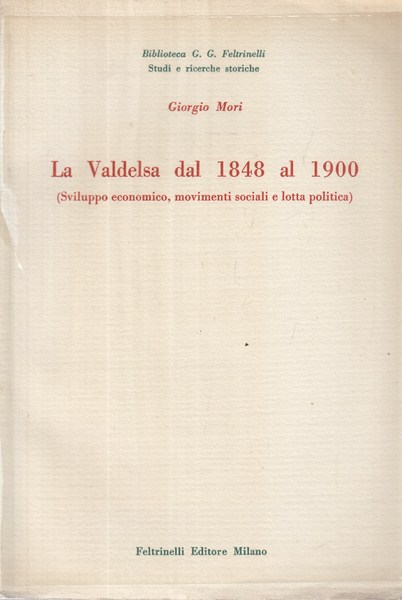 Biblioteca G. G. Feltrinelli
Studi e ricerche storiche
Giorgio Mori
La Valdelsa dal 1848 al 1900
(Sviluppo economico, movimenti sociali e lotta politica)
Feltrinelli Editore Milano